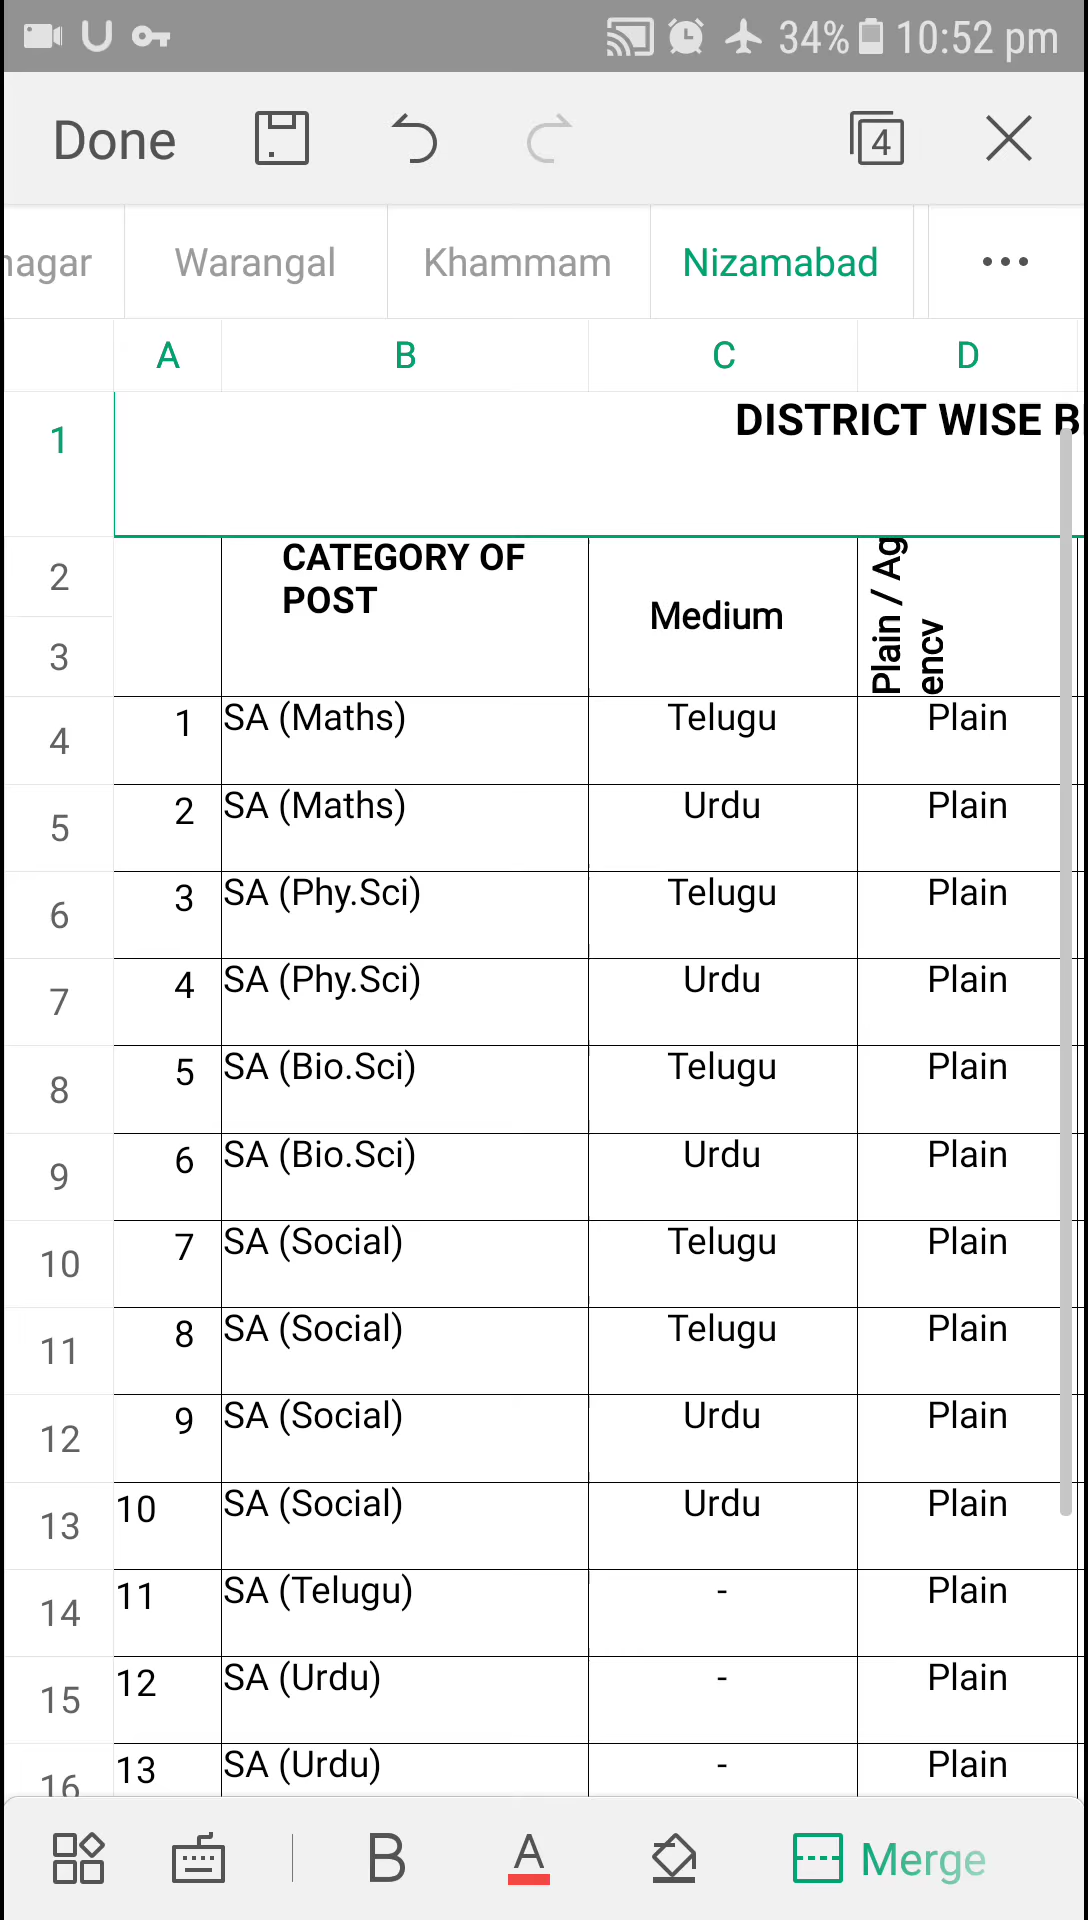 34% 10:52 pm
Done 4
nagar Warangal Khammam Nizamabad ...
A B C D
1 DISTRICT WISE B
2 CATEGORY OF
POST
Medium
Plain / Ag
ency
3
4 1 SA (Maths) Telugu Plain
5 2 SA (Maths) Urdu Plain
6 3 SA (Phy.Sci) Telugu Plain
7 4 SA (Phy.Sci) Urdu Plain
8 5 SA (Bio.Sci) Telugu Plain
9 6 SA (Bio.Sci) Urdu Plain
10 7 SA (Social) Telugu Plain
11 8 SA (Social) Telugu Plain
12 9 SA (Social) Urdu Plain
13 10 SA (Social) Urdu Plain
14 11 SA (Telugu) - Plain
15 12 SA (Urdu) - Plain
16 13 SA (Urdu) - Plain
B A Merge